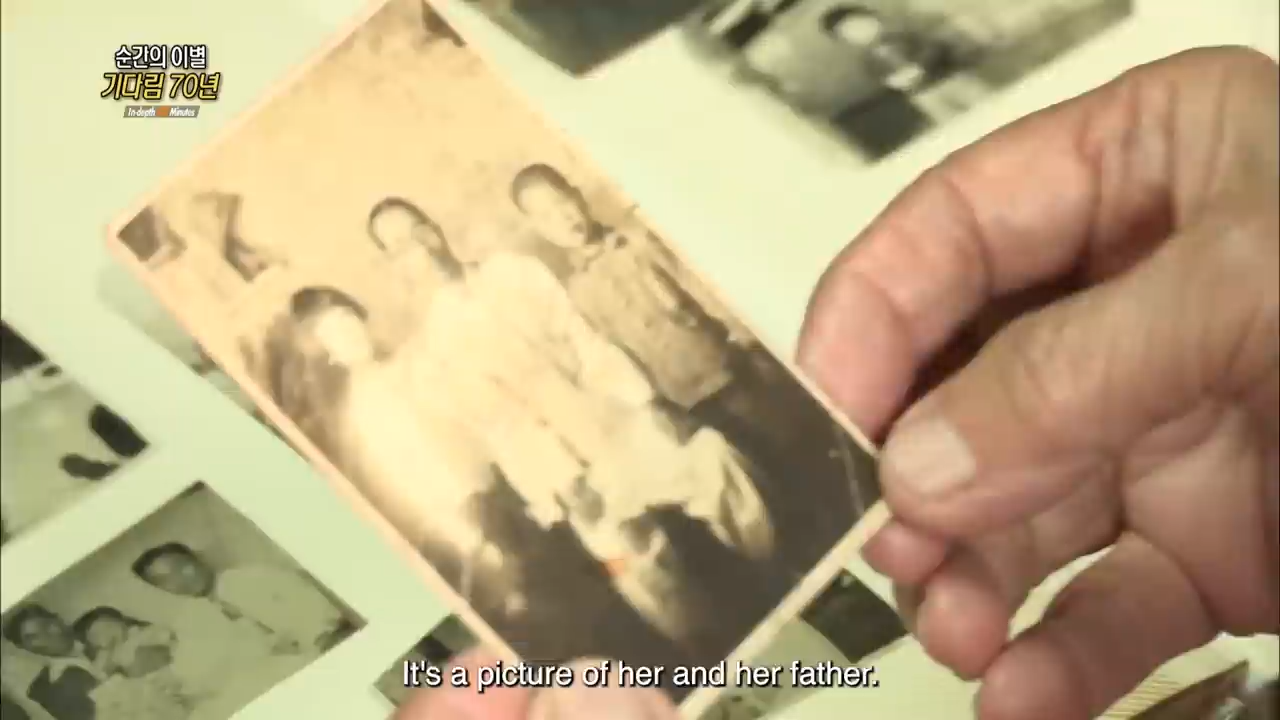 순간의 이별
기다림 70년
In-depth 60 Minutes
It's a picture of her and her father.